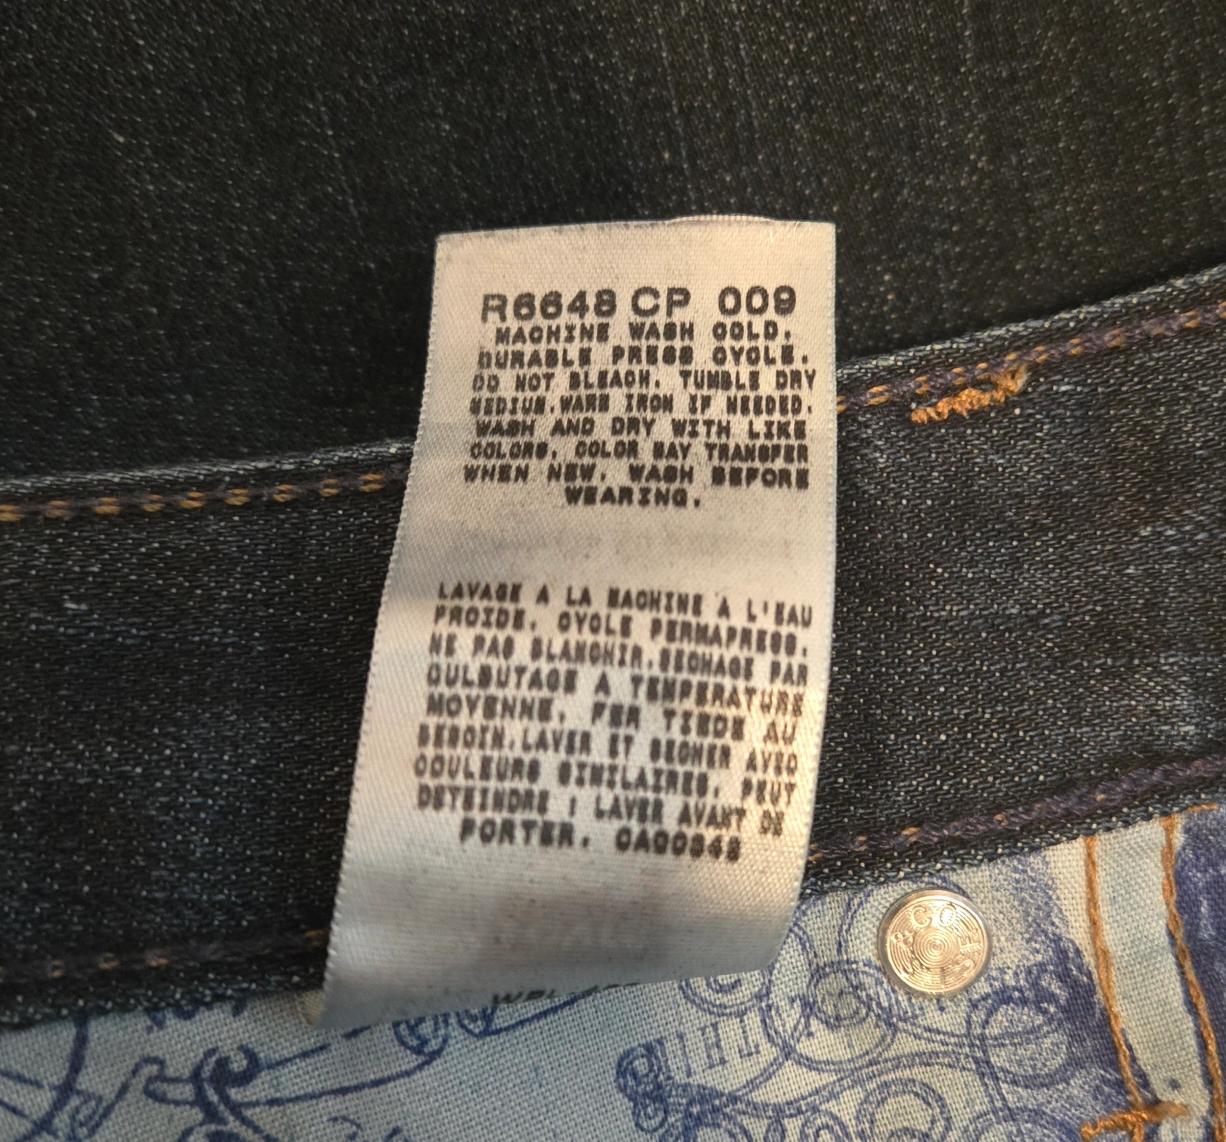 R6648 CP 009
MACHINE WASH COLD.
DURABLE PRESS CYCLE.
DO NOT BLEACH. TUMBLE DRY
MEDIUM. WARM IRON IF NEEDED.
WASH AND DRY WITH LIKE
COLORS. COLOR MAY TRANSFER
WHEN NEW. WASH BEFORE
WEARING.
LAVAGE A LA MACHINE A L'EAU
FROIDE. CYCLE PERMAPRESS.
NE PAS BLANCHIR. SECHAGE PAR
CULBUTAGE A TEMPERATURE
MOYENNE. FER TIEDE AU
BESOIN. LAVER ET SECHER AVEC
COULEURS SIMILAIRES. PEUT
DETEINDRE : LAVER AVANT DE
PORTER. CA00342